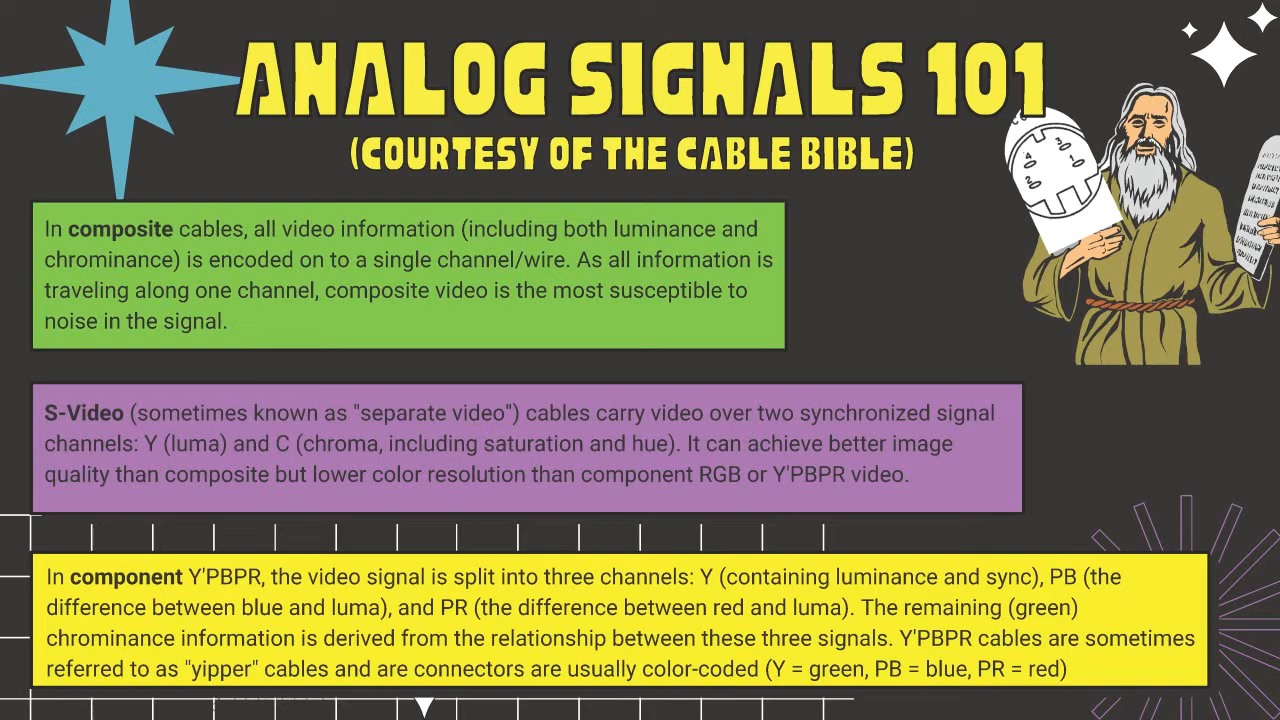 ANALOG SIGNALS 101
(COURTESY OF THE CABLE BIBLE)
4 3
2 1
In composite cables, all video information (including both luminance and
chrominance) is encoded on to a single channel/wire. As all information is
traveling along one channel, composite video is the most susceptible to
noise in the signal.
S-Video (sometimes known as "separate video") cables carry video over two synchronized signal
channels: Y (luma) and C (chroma, including saturation and hue). It can achieve better image
quality than composite but lower color resolution than component RGB or Y'PBPR video.
In component Y'PBPR, the video signal is split into three channels: Y (containing luminance and sync), PB (the
difference between blue and luma), and PR (the difference between red and luma). The remaining (green)
chrominance information is derived from the relationship between these three signals. Y'PBPR cables are sometimes
referred to as "yipper" cables and are connectors are usually color-coded (Y = green, PB = blue, PR = red)